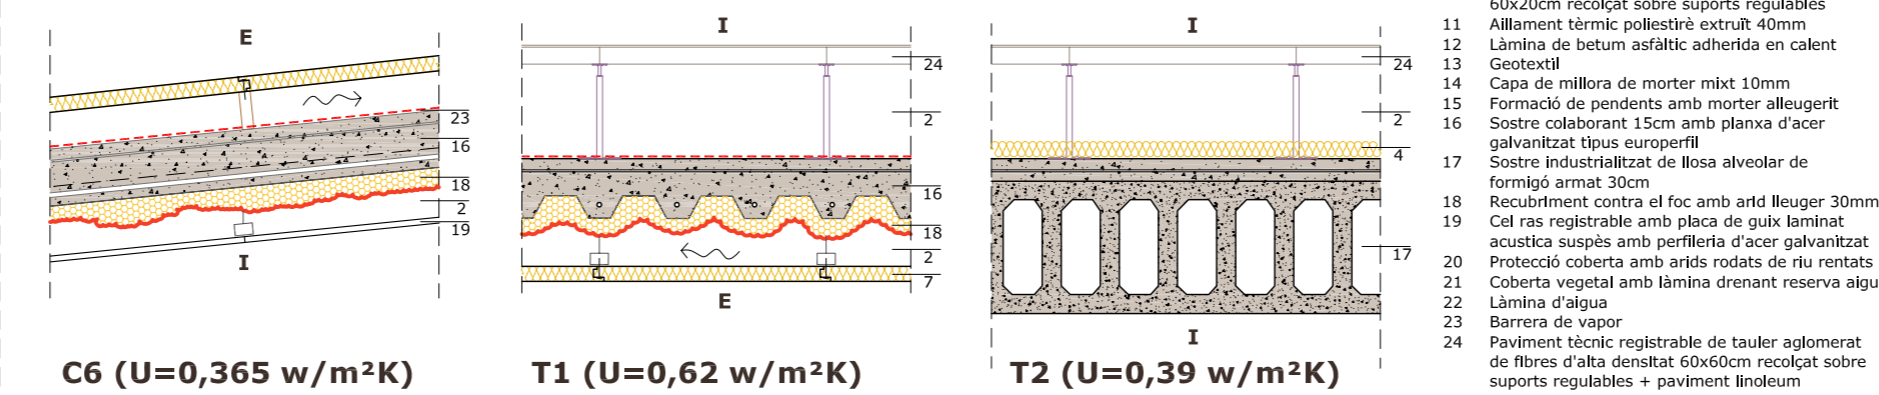 E
23
16
18
2
19
I
C6 (U=0,365 w/m²K)
I
24
2
16
18
2
7
E
T1 (U=0,62 w/m²K)
I
24
2
4
17
I
T2 (U=0,39 w/m²K)
60x20cm recolçat sobre suports regulables
11 Aillament tèrmic poliestirè extruït 40mm
12 Làmina de betum asfàltic adherida en calent
13 Geotextil
14 Capa de millora de morter mixt 10mm
15 Formació de pendents amb morter alleugerit
16 Sostre colaborant 15cm amb planxa d'acer
galvanitzat tipus europerfil
17 Sostre industrialitzat de llosa alveolar de
formigó armat 30cm
18 Recubriment contra el foc amb arid lleuger 30mm
19 Cel ras registrable amb placa de guix laminat
acustica suspès amb perfileria d'acer galvanitzat
20 Protecció coberta amb arids rodats de riu rentats
21 Coberta vegetal amb làmina drenant reserva aigu
22 Làmina d'aigua
23 Barrera de vapor
24 Paviment tècnic registrable de tauler aglomerat
de fibres d'alta densitat 60x60cm recolçat sobre
suports regulables + paviment linoleum